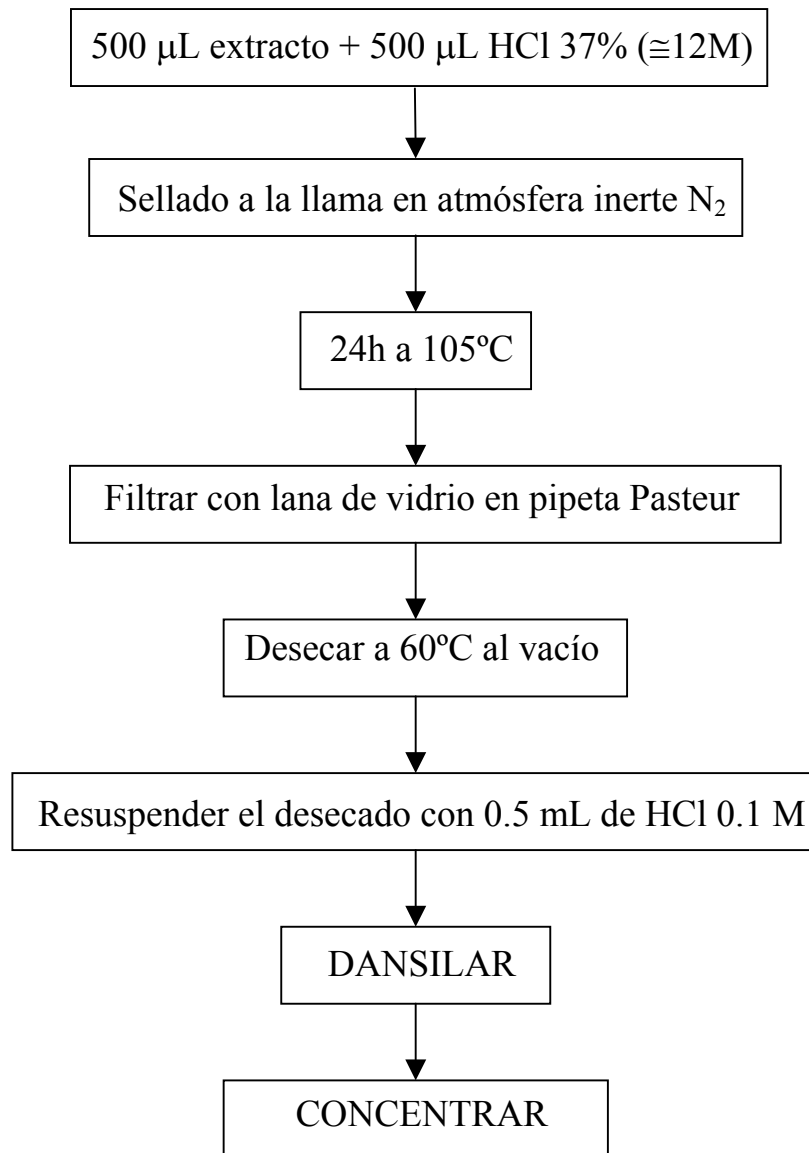 500 μL extracto + 500 μL HCl 37% (≅12M)
Sellado a la llama en atmósfera inerte N₂
24h a 105ºC
Filtrar con lana de vidrio en pipeta Pasteur
Desecar a 60ºC al vacío
Resuspender el desecado con 0.5 mL de HCl 0.1 M
DANSILAR
CONCENTRAR